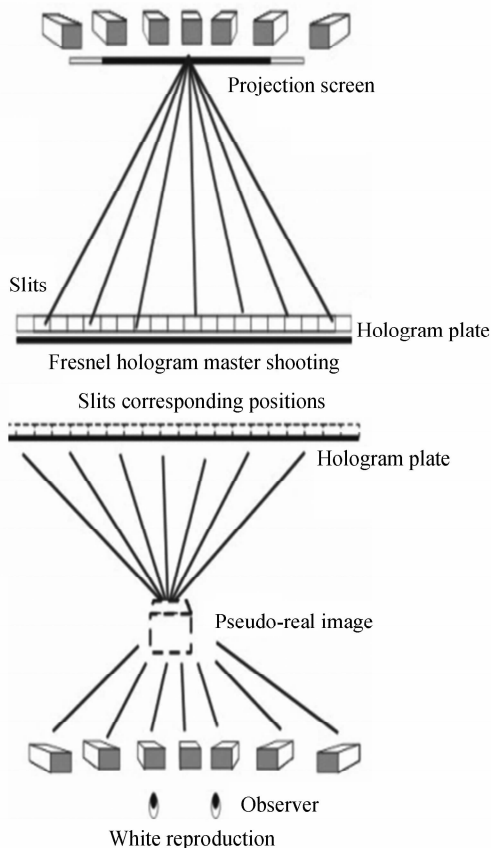 Projection screen
Slits
Hologram plate
Fresnel hologram master shooting
Slits corresponding positions
Hologram plate
Pseudo-real image
Observer
White reproduction